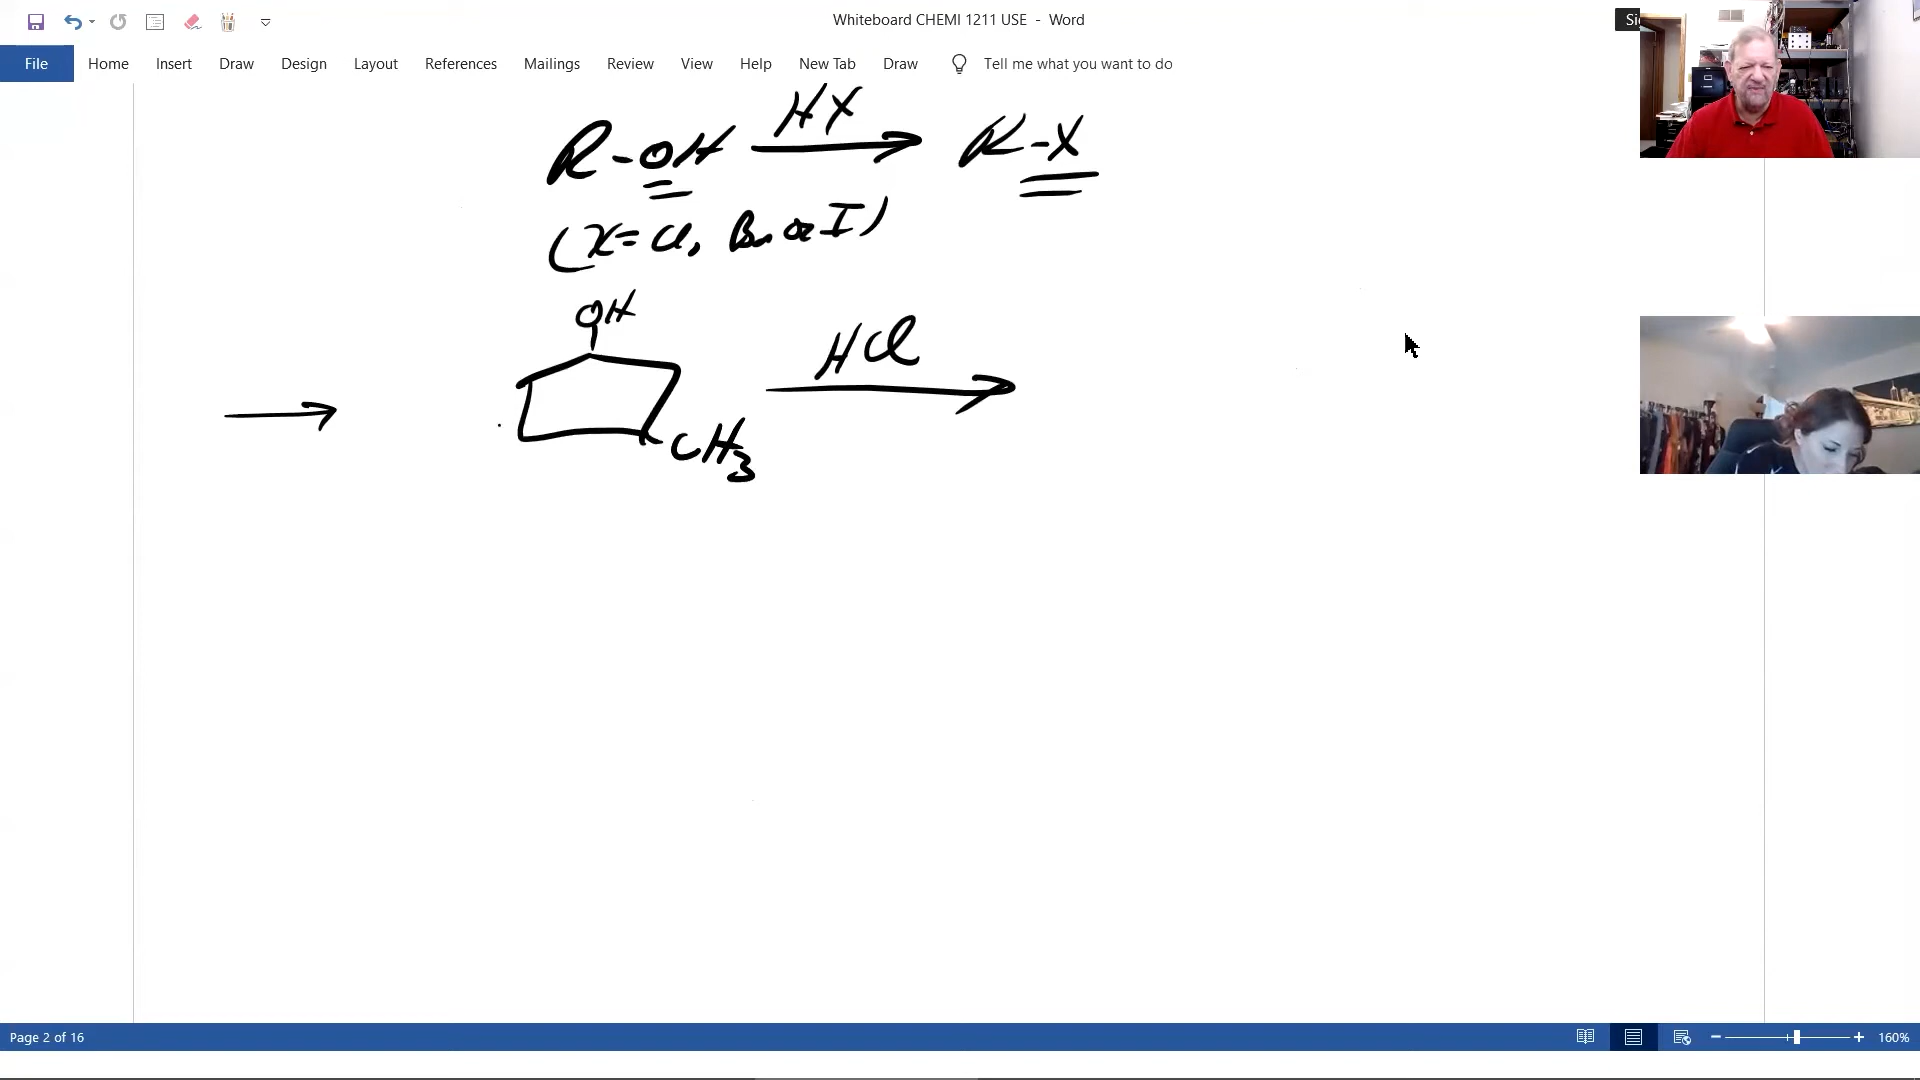 Whiteboard CHEMI 1211 USE - Word
File Home Insert Draw Design Layout References Mailings Review View Help New Tab Draw Tell me what you want to do
HX
R-OH → R-X
(X=Cl, Br, or I)
OH
HCl
→ →
CH3
Page 2 of 16
160%